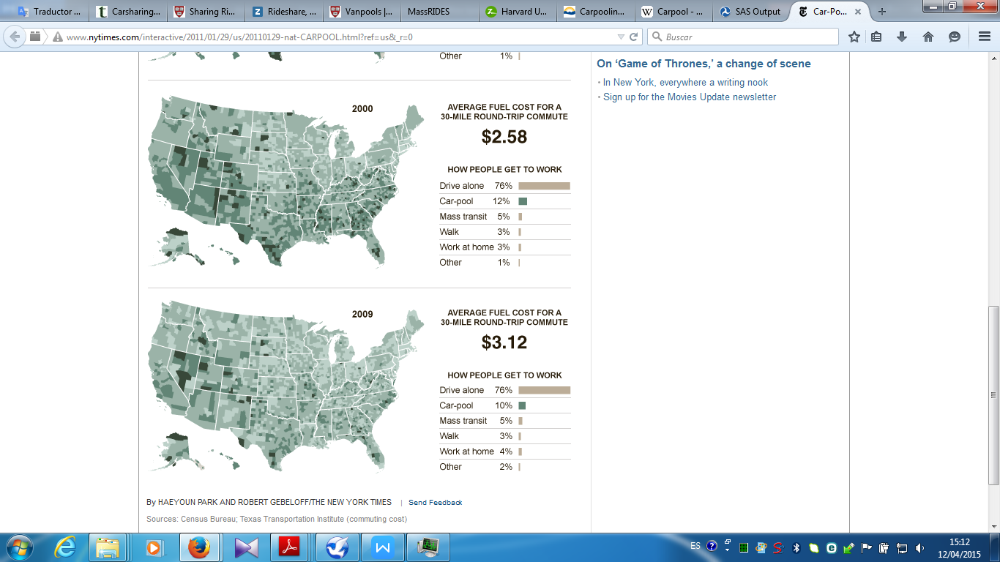 Traductor ...
Carsharing...
Sharing Ri...
Rideshare, ...
Vanpools |...
MassRIDES
Harvard U...
Carpoolin...
Carpool - ...
SAS Output
Car-Po...
www.nytimes.com/interactive/2011/01/29/us/20110129-nat-CARPOOL.html?ref=us&_r=0
Buscar
Other 1%
On ‘Game of Thrones,’ a change of scene
• In New York, everywhere a writing nook
• Sign up for the Movies Update newsletter
2000
AVERAGE FUEL COST FOR A
30-MILE ROUND-TRIP COMMUTE
$2.58
HOW PEOPLE GET TO WORK
Drive alone 76%
Car-pool 12%
Mass transit 5%
Walk 3%
Work at home 3%
Other 1%
2009
AVERAGE FUEL COST FOR A
30-MILE ROUND-TRIP COMMUTE
$3.12
HOW PEOPLE GET TO WORK
Drive alone 76%
Car-pool 10%
Mass transit 5%
Walk 3%
Work at home 4%
Other 2%
By HAEYOUN PARK AND ROBERT GEBELOFF/THE NEW YORK TIMES | Send Feedback
Sources: Census Bureau; Texas Transportation Institute (commuting cost)
ES
15:12
12/04/2015